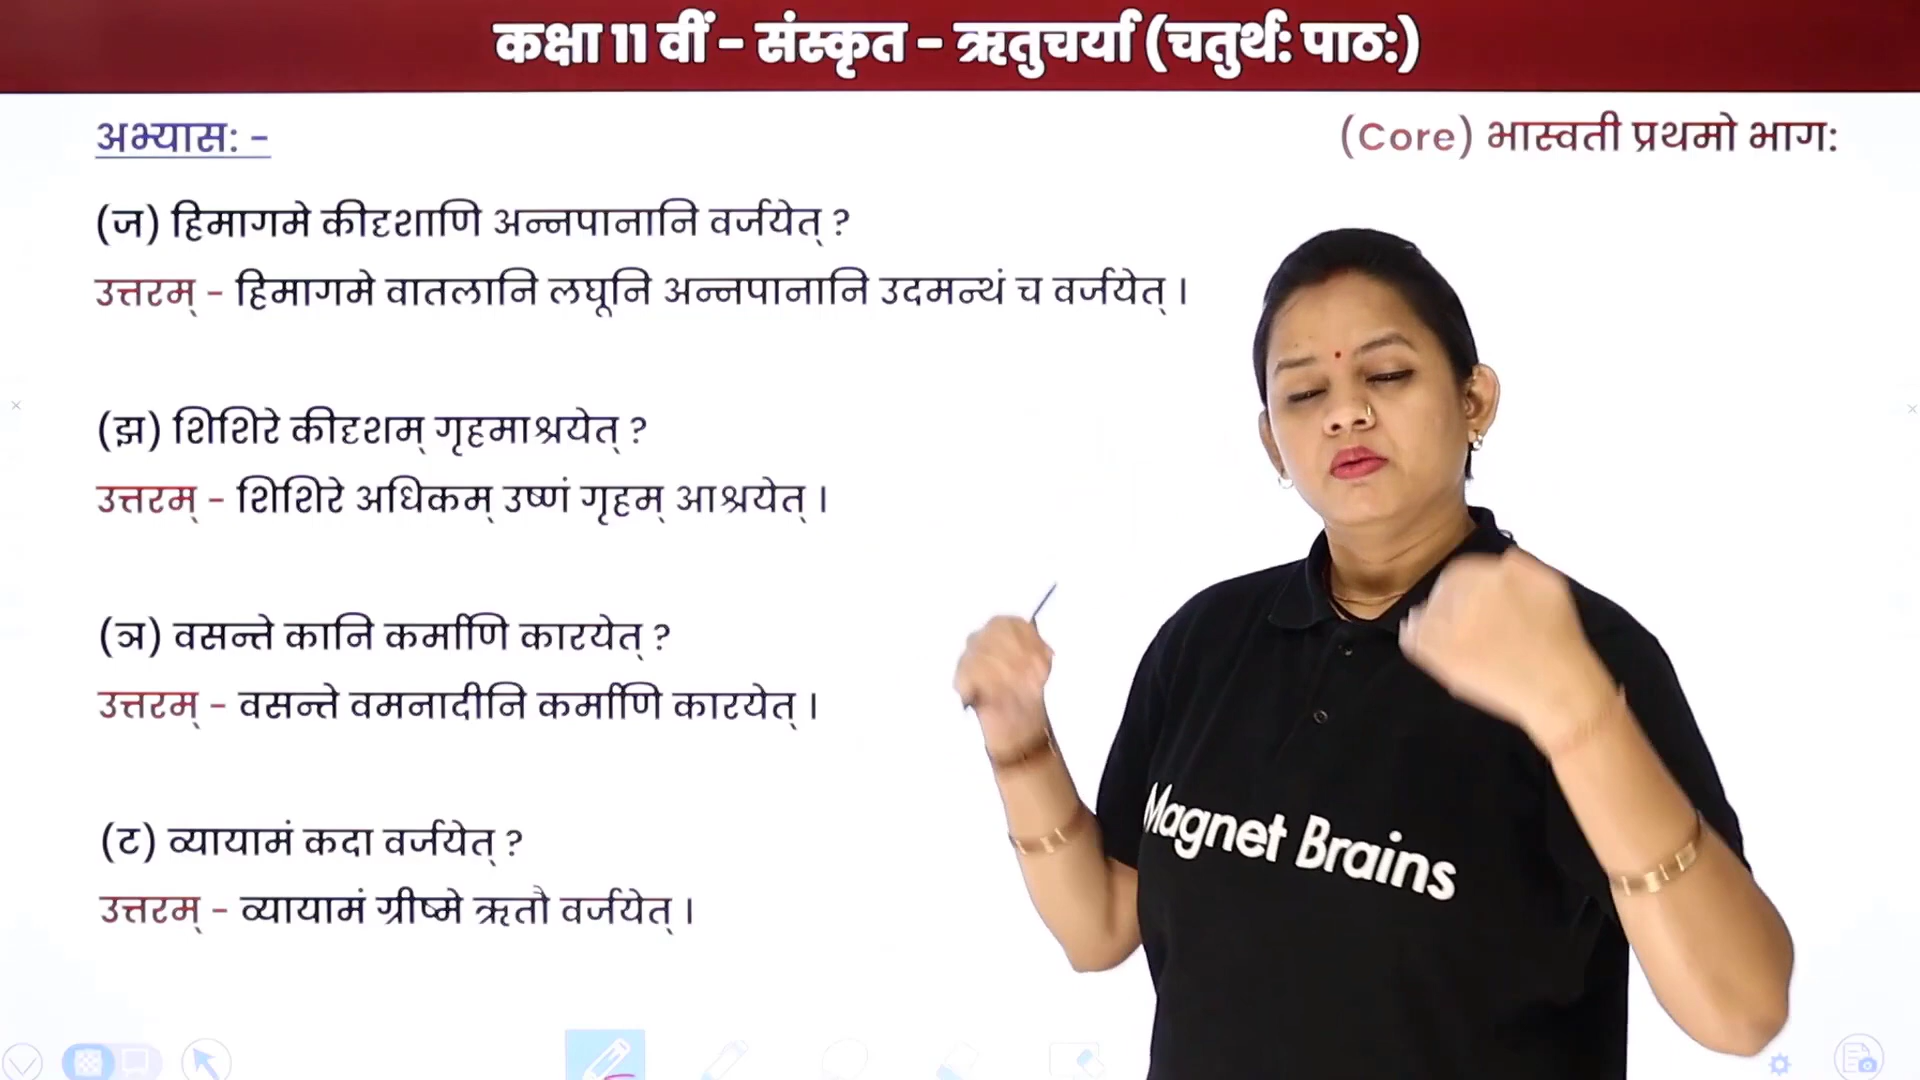 कक्षा 11 वीं - संस्कृत - ऋतुचर्या (चतुर्थ: पाठ:)
अभ्यास: -
(Core) भास्वती प्रथमो भाग:
(ज) हिमागमे कीदृशाणि अन्नपानानि वर्जयेत् ?
उत्तरम् - हिमागमे वातलानि लघूनि अन्नपानानि उदमन्थं च वर्जयेत् ।
(झ) शिशिरे कीदृशम् गृहमाश्रयेत् ?
उत्तरम् - शिशिरे अधिकम् उष्णं गृहम् आश्रयेत् ।
(ञ) वसन्ते कानि कर्माणि कारयेत् ?
उत्तरम् - वसन्ते वमनादीनि कर्माणि कारयेत् ।
(ट) व्यायामं कदा वर्जयेत् ?
उत्तरम् - व्यायामं ग्रीष्मे ऋतौ वर्जयेत् ।
Magnet Brains